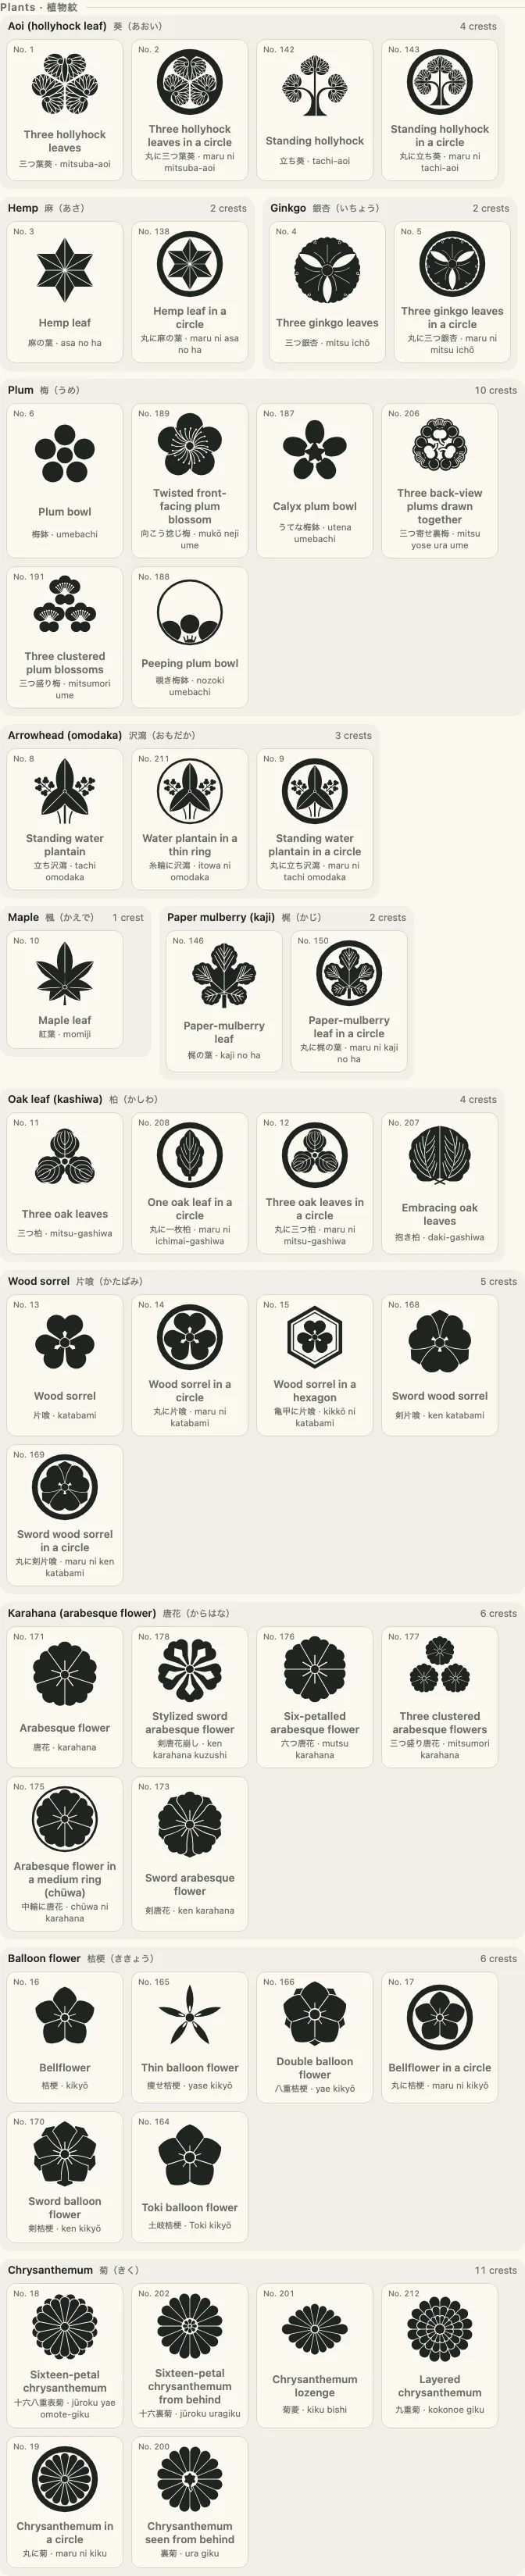 Plants · 植物紋
Aoi (hollyhock leaf) 葵（あおい） 4 crests
No. 1
Three hollyhock
leaves
三つ葉葵 · mitsuba-aoi
No. 2
Three hollyhock
leaves in a circle
丸に三つ葉葵 · maru ni
mitsuba-aoi
No. 142
Standing hollyhock
立ち葵 · tachi-aoi
No. 143
Standing hollyhock
in a circle
丸に立ち葵 · maru ni
tachi-aoi
Hemp 麻（あさ） 2 crests
No. 3
Hemp leaf
麻の葉 · asa no ha
No. 138
Hemp leaf in a
circle
丸に麻の葉 · maru ni asa
no ha
Ginkgo 銀杏（いちょう） 2 crests
No. 4
Three ginkgo leaves
三つ銀杏 · mitsu ichō
No. 5
Three ginkgo leaves
in a circle
丸に三つ銀杏 · maru ni
mitsu ichō
Plum 梅（うめ） 10 crests
No. 6
Plum bowl
梅鉢 · umebachi
No. 189
Twisted front-
facing plum
blossom
向こう捻じ梅 · mukō neji
ume
No. 187
Calyx plum bowl
うてな梅鉢 · utena
umebachi
No. 206
Three back-view
plums drawn
together
三つ寄せ裏梅 · mitsu
yose ura ume
No. 191
Three clustered
plum blossoms
三つ盛り梅 · mitsumori
ume
No. 188
Peeping plum bowl
覗き梅鉢 · nozoki
umebachi
Arrowhead (omodaka) 沢瀉（おもだか） 3 crests
No. 8
Standing water
plantain
立ち沢瀉 · tachi
omodaka
No. 211
Water plantain in a
thin ring
糸輪に沢瀉 · itowa ni
omodaka
No. 9
Standing water
plantain in a circle
丸に立ち沢瀉 · maru ni
tachi omodaka
Maple 楓（かえで） 1 crest
No. 10
Maple leaf
紅葉 · momiji
Paper mulberry (kaji) 梶（かじ） 2 crests
No. 146
Paper-mulberry
leaf
梶の葉 · kaji no ha
No. 150
Paper-mulberry
leaf in a circle
丸に梶の葉 · maru ni kaji
no ha
Oak leaf (kashiwa) 柏（かしわ） 4 crests
No. 11
Three oak leaves
三つ柏 · mitsu-gashiwa
No. 208
One oak leaf in a
circle
丸に一枚柏 · maru ni
ichimai-gashiwa
No. 12
Three oak leaves in
a circle
丸に三つ柏 · maru ni
mitsu-gashiwa
No. 207
Embracing oak
leaves
抱き柏 · daki-gashiwa
Wood sorrel 片喰（かたばみ） 5 crests
No. 13
Wood sorrel
片喰 · katabami
No. 14
Wood sorrel in a
circle
丸に片喰 · maru ni
katabami
No. 15
Wood sorrel in a
hexagon
亀甲に片喰 · kikkō ni
katabami
No. 168
Sword wood sorrel
剣片喰 · ken katabami
No. 169
Sword wood sorrel
in a circle
丸に剣片喰 · maru ni ken
katabami
Karahana (arabesque flower) 唐花（からはな） 6 crests
No. 171
Arabesque flower
唐花 · karahana
No. 178
Stylized sword
arabesque flower
剣唐花崩し · ken
karahana kuzushi
No. 176
Six-petalled
arabesque flower
六つ唐花 · mutsu
karahana
No. 177
Three clustered
arabesque flowers
三つ盛り唐花 · mitsumori
karahana
No. 175
Arabesque flower in
a medium ring
(chūwa)
中輪に唐花 · chūwa ni
karahana
No. 173
Sword arabesque
flower
剣唐花 · ken karahana
Balloon flower 桔梗（ききょう） 6 crests
No. 16
Bellflower
桔梗 · kikyō
No. 165
Thin balloon flower
痩せ桔梗 · yase kikyō
No. 166
Double balloon
flower
八重桔梗 · yae kikyō
No. 17
Bellflower in a circle
丸に桔梗 · maru ni kikyō
No. 170
Sword balloon
flower
剣桔梗 · ken kikyō
No. 164
Toki balloon flower
土岐桔梗 · Toki kikyō
Chrysanthemum 菊（きく） 11 crests
No. 18
Sixteen-petal
chrysanthemum
十六八重表菊 · jūroku yae
omote-giku
No. 202
Sixteen-petal
chrysanthemum
from behind
十六裏菊 · jūroku uragiku
No. 201
Chrysanthemum
lozenge
菊菱 · kiku bishi
No. 212
Layered
chrysanthemum
九重菊 · kokonoe giku
No. 19
Chrysanthemum in
a circle
丸に菊 · maru ni kiku
No. 200
Chrysanthemum
seen from behind
裏菊 · ura giku